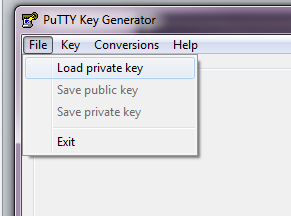 PuTTY Key Generator
File Key Conversions Help
Load private key
Save public key
Save private key
Exit